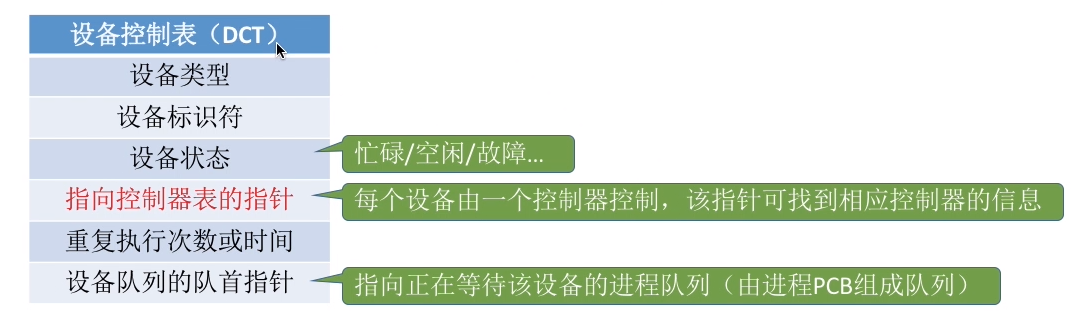 设备控制表（DCT）
设备类型
设备标识符
设备状态
忙碌/空闲/故障...
指向控制器表的指针
每个设备由一个控制器控制，该指针可找到相应控制器的信息
重复执行次数或时间
设备队列的队首指针
指向正在等待该设备的进程队列（由进程PCB组成队列）